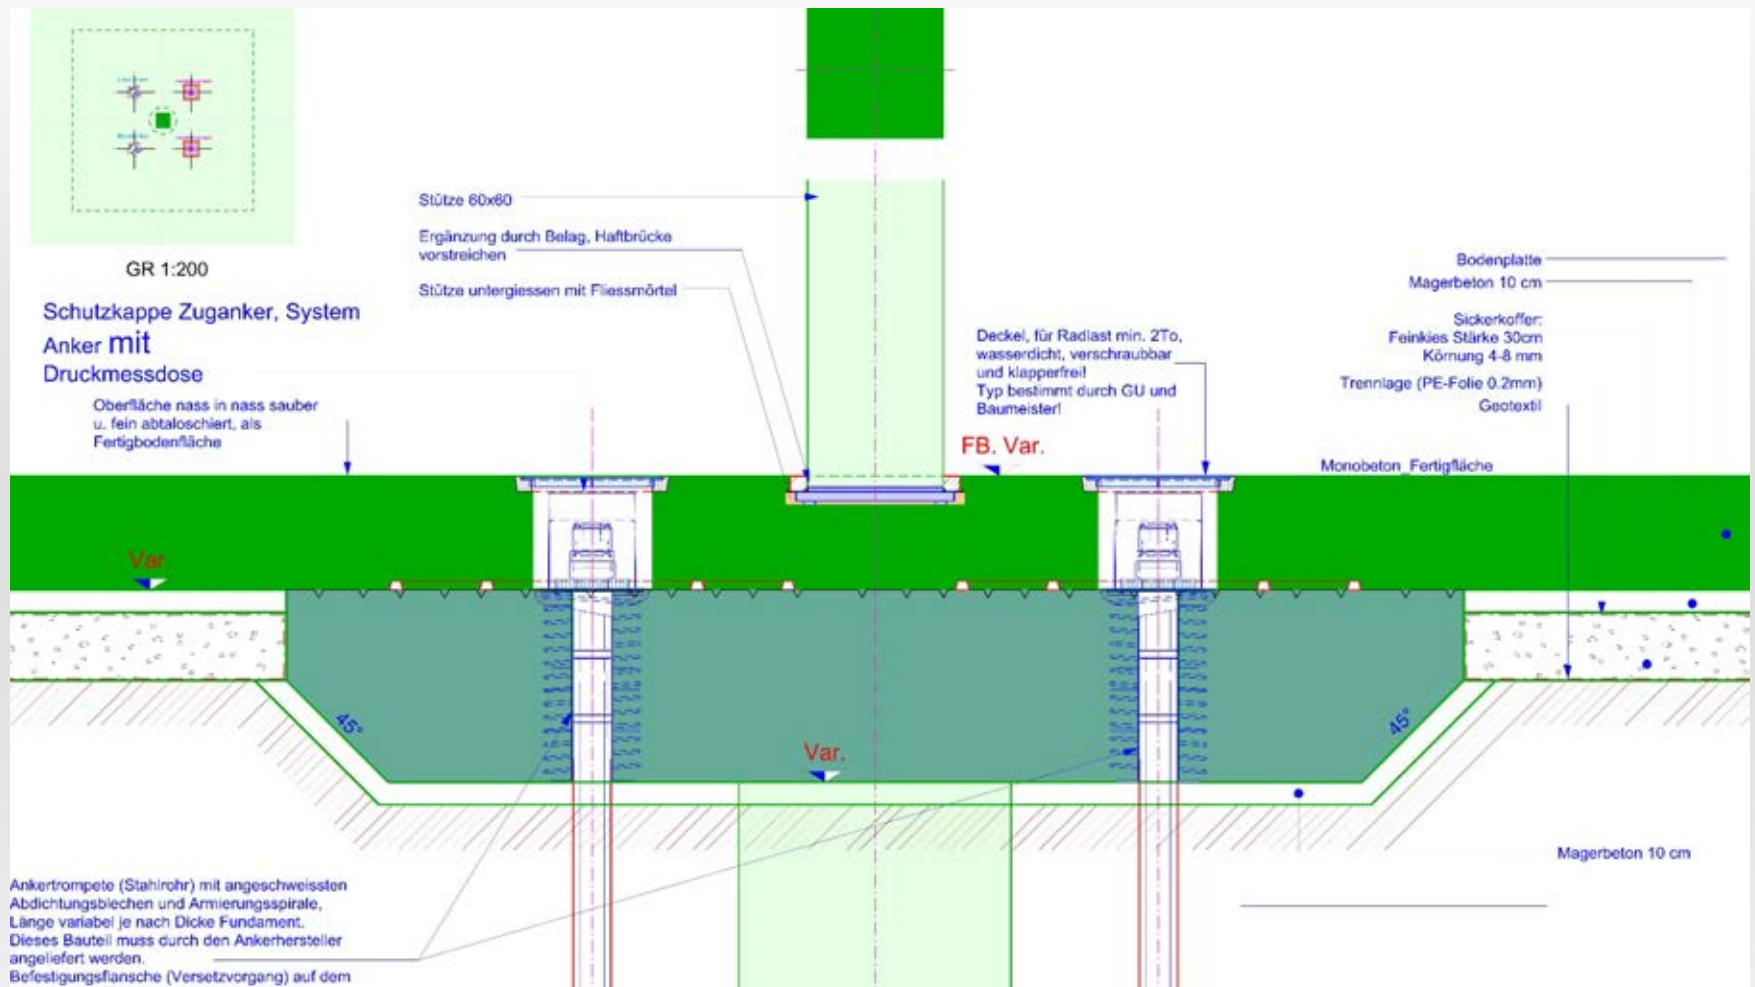 GR 1:200
Schutzkappe Zuganker, System
Anker mit
Druckmessdose
Oberfläche nass in nass sauber
u. fein abtaloschiert, als
Fertigbodenfläche
Stütze 60x60
Ergänzung durch Belag, Haftbrücke
vorstreichen
Stütze untergiessen mit Fliessmörtel
Deckel, für Radlast min. 2To,
wasserdicht, verschraubbar
und klapperfrei!
Typ bestimmt durch GU und
Baumeister!
FB. Var.
Bodenplatte
Magerbeton 10 cm
Sickerkoffer:
Feinkies Stärke 30cm
Körnung 4-8 mm
Trennlage (PE-Folie 0.2mm)
Geotextil
Monobeton_Fertigfläche
Var.
45°
45°
Var.
Magerbeton 10 cm
Ankertrompete (Stahlrohr) mit angeschweissten
Abdichtungsblechen und Armierungsspirale,
Länge variabel je nach Dicke Fundament.
Dieses Bauteil muss durch den Ankerhersteller
angeliefert werden.
Befestigungsflansche (Versetzvorgang) auf dem